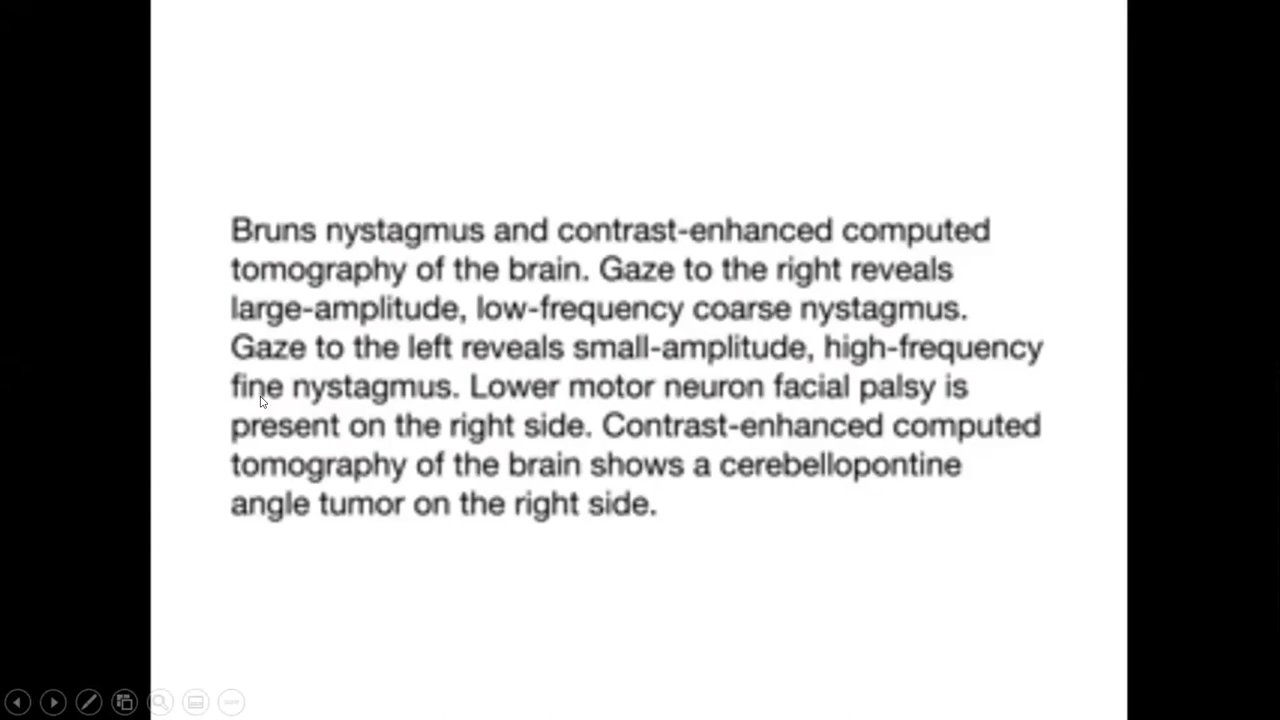 Bruns nystagmus and contrast-enhanced computed
tomography of the brain. Gaze to the right reveals
large-amplitude, low-frequency coarse nystagmus.
Gaze to the left reveals small-amplitude, high-frequency
fine nystagmus. Lower motor neuron facial palsy is
present on the right side. Contrast-enhanced computed
tomography of the brain shows a cerebellopontine
angle tumor on the right side.